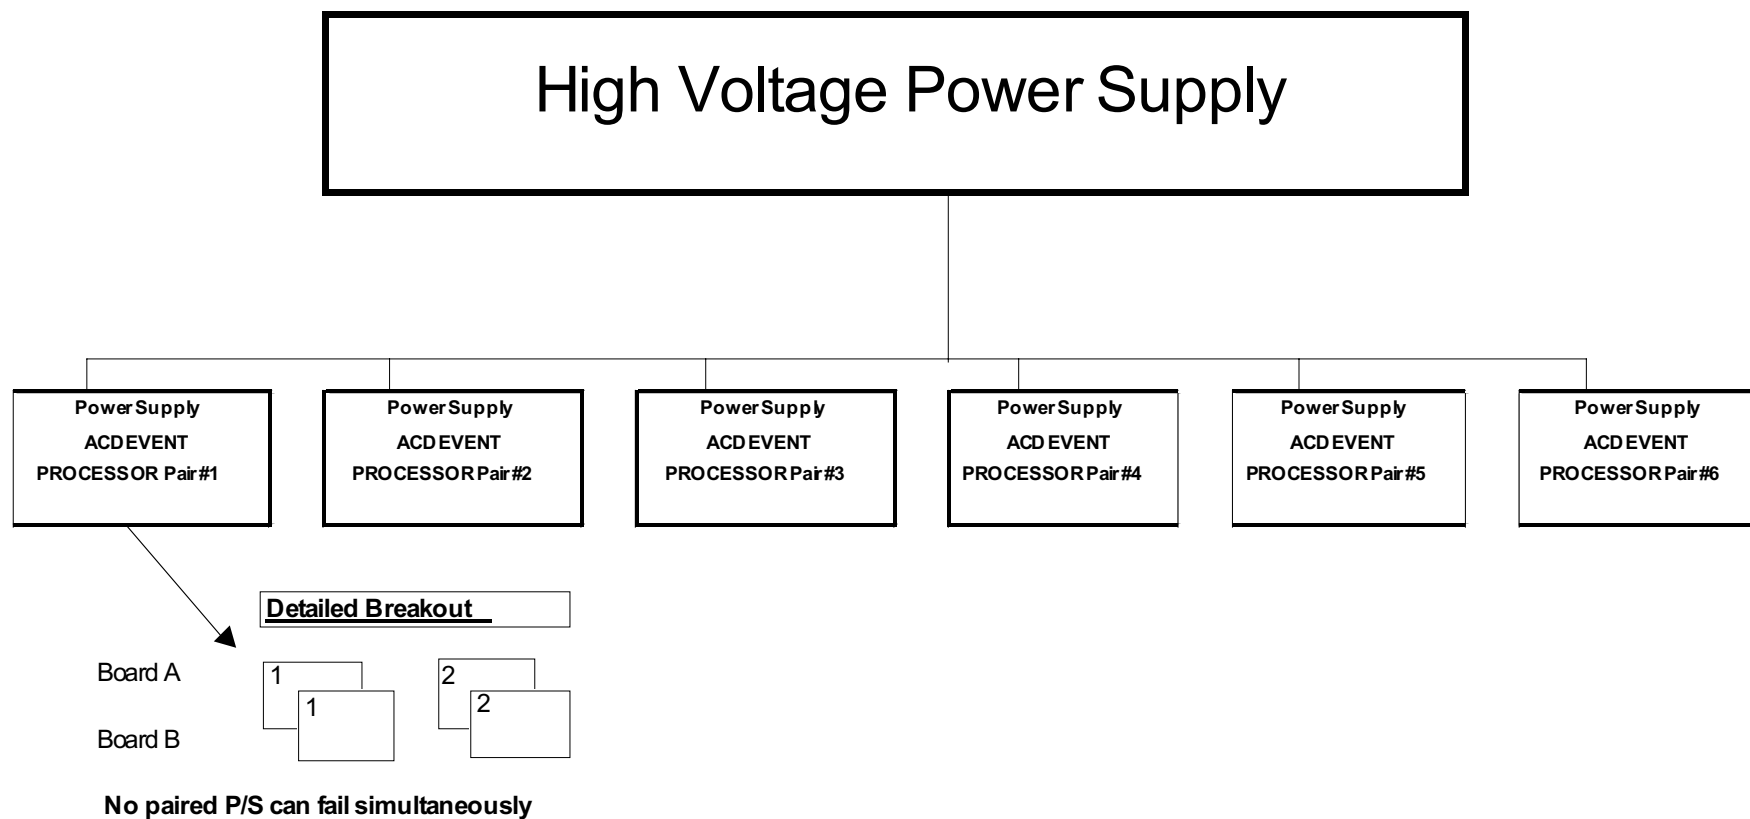 High Voltage Power Supply
Power Supply
ACD EVENT
PROCESSOR Pair #1
Power Supply
ACD EVENT
PROCESSOR Pair #2
Power Supply
ACD EVENT
PROCESSOR Pair #3
Power Supply
ACD EVENT
PROCESSOR Pair #4
Power Supply
ACD EVENT
PROCESSOR Pair #5
Power Supply
ACD EVENT
PROCESSOR Pair #6
Detailed Breakout
Board A
1
2
1
2
Board B
No paired P/S can fail simultaneously